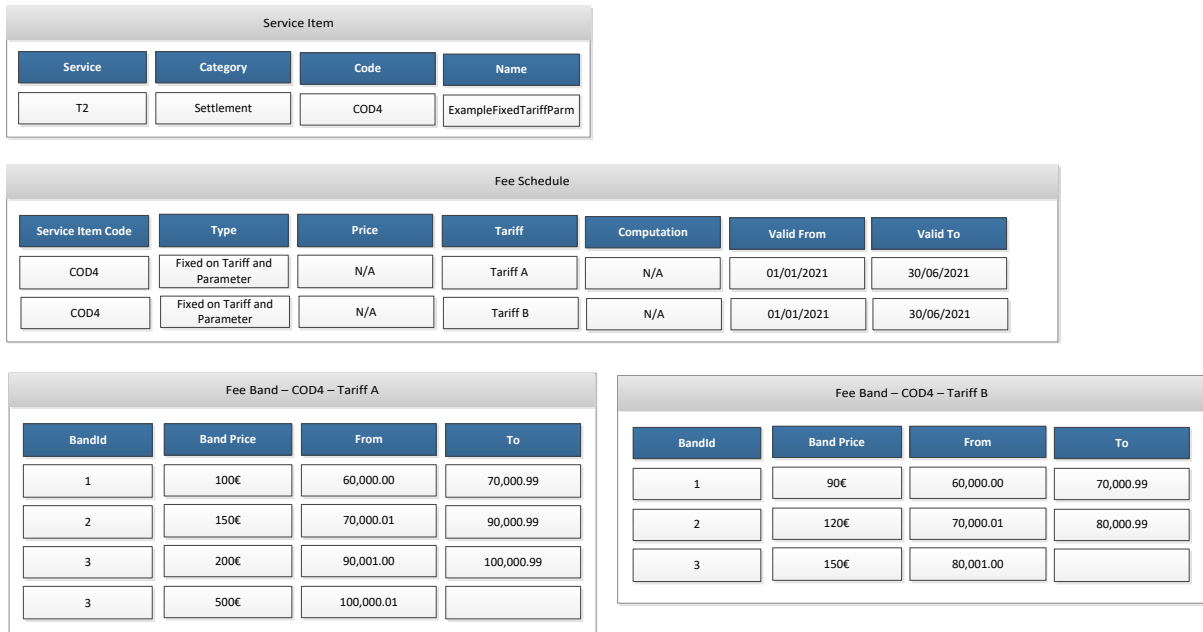 Service Item
Service Category Code Name
T2 Settlement COD4 ExampleFixedTariffParm
Fee Schedule
Service Item Code Type Price Tariff Computation Valid From Valid To
COD4 Fixed on Tariff and Parameter N/A Tariff A N/A 01/01/2021 30/06/2021
COD4 Fixed on Tariff and Parameter N/A Tariff B N/A 01/01/2021 30/06/2021
Fee Band – COD4 – Tariff A
BandId Band Price From To
1 100€ 60,000.00 70,000.99
2 150€ 70,000.01 90,000.99
3 200€ 90,001.00 100,000.99
3 500€ 100,000.01
Fee Band – COD4 – Tariff B
BandId Band Price From To
1 90€ 60,000.00 70,000.99
2 120€ 70,000.01 80,000.99
3 150€ 80,001.00